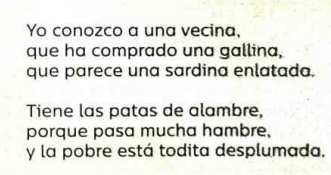 Yo conozco a una vecina,
que ha comprado una gallina,
que parece una sardina enlatada.
Tiene las patas de alambre,
porque pasa mucha hambre,
y la pobre está todita desplumada.